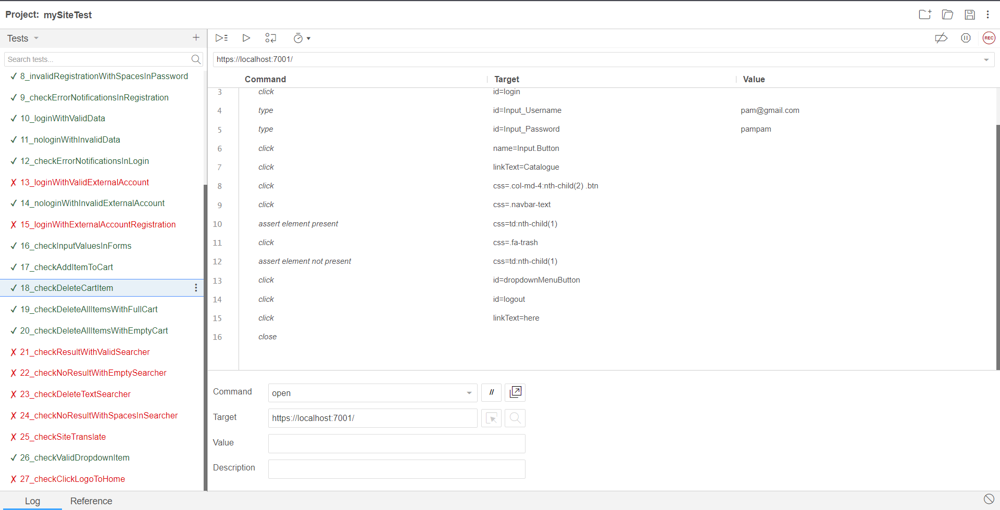 Project: mySiteTest
Tests
Search tests...
8_invalidRegistrationWithSpacesInPassword
9_checkErrorNotificationsInRegistration
10_loginWithValidData
11_nologinWithInvalidData
12_checkErrorNotificationsInLogin
13_loginWithValidExternalAccount
14_nologinWithInvalidExternalAccount
15_loginWithExternalAccountRegistration
16_checkInputValuesInForms
17_checkAddItemToCart
18_checkDeleteCartItem
19_checkDeleteAllItemsWithFullCart
20_checkDeleteAllItemsWithEmptyCart
21_checkResultWithValidSearcher
22_checkNoResultWithEmptySearcher
23_checkDeleteTextSearcher
24_checkNoResultWithSpacesInSearcher
25_checkSiteTranslate
26_checkValidDropdownItem
27_checkClickLogoToHome
REC
https://localhost:7001/
Command Target Value
3 click id=login
4 type id=Input_Username pam@gmail.com
5 type id=Input_Password pampam
6 click name=Input.Button
7 click linkText=Catalogue
8 click css=.col-md-4:nth-child(2) .btn
9 click css=.navbar-text
10 assert element present css=td:nth-child(1)
11 click css=.fa-trash
12 assert element not present css=td:nth-child(1)
13 click id=dropdownMenuButton
14 click id=logout
15 click linkText=here
16 close
Command open //
Target https://localhost:7001/
Value
Description
Log Reference